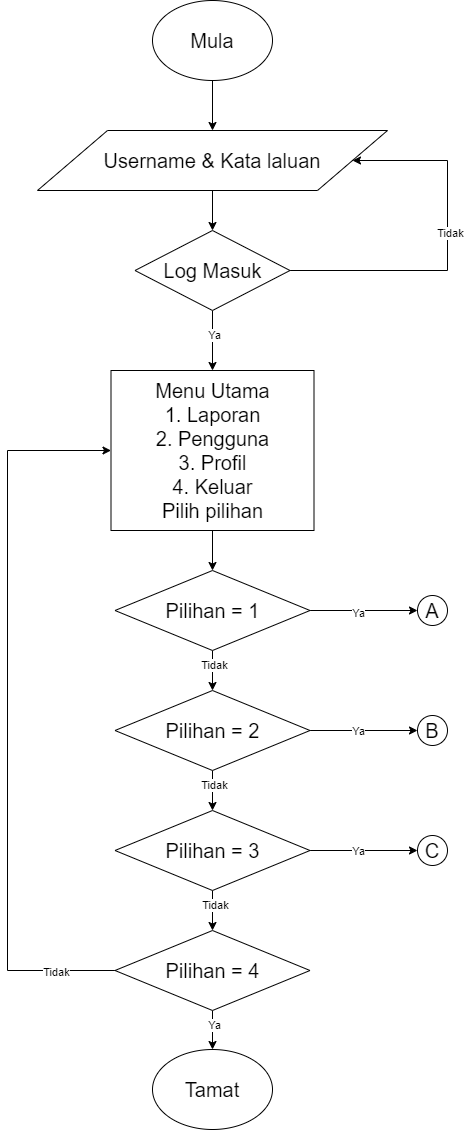 Mula
Username & Kata laluan
Tidak
Log Masuk
Ya
Menu Utama
1. Laporan
2. Pengguna
3. Profil
4. Keluar
Pilih pilihan
Pilihan = 1
Ya
A
Tidak
Pilihan = 2
Ya
B
Tidak
Pilihan = 3
Ya
C
Tidak
Pilihan = 4
Tidak
Ya
Tamat